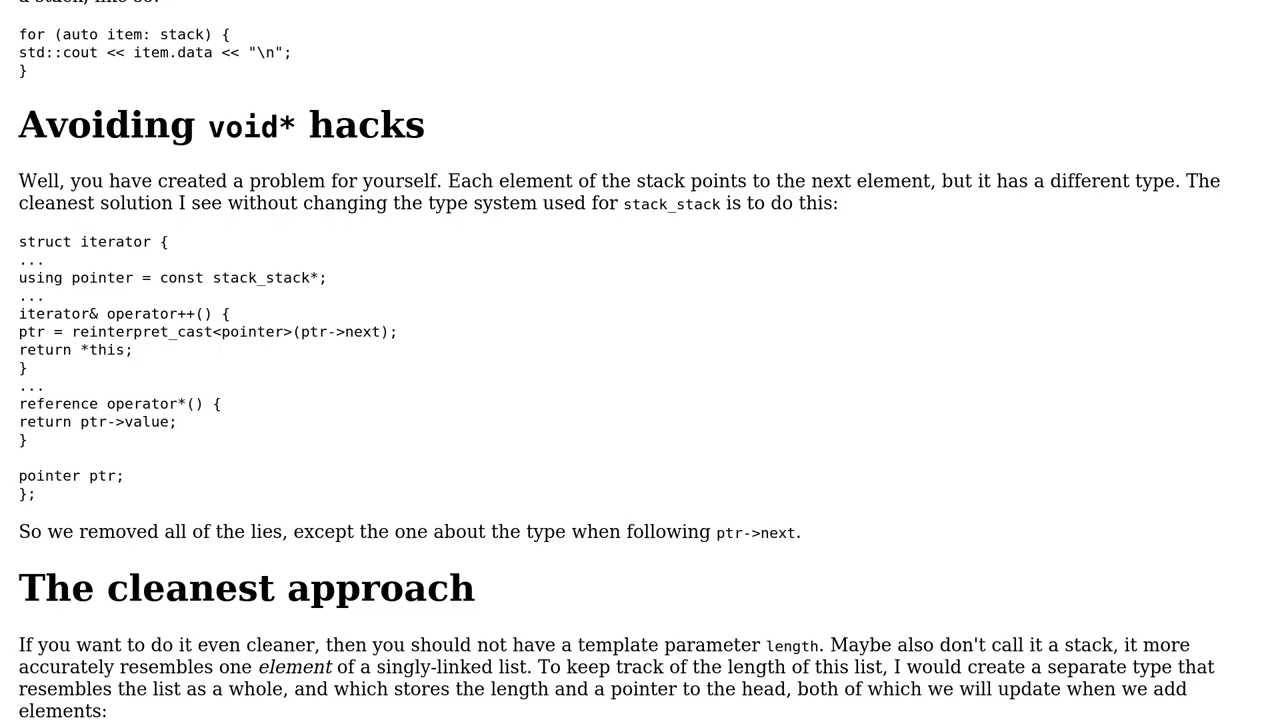 a stack, like so:
for (auto item: stack) {
std::cout << item.data << "\n";
}
Avoiding void* hacks
Well, you have created a problem for yourself. Each element of the stack points to the next element, but it has a different type. The
cleanest solution I see without changing the type system used for stack_stack is to do this:
struct iterator {
...
using pointer = const stack_stack*;
...
iterator& operator++() {
ptr = reinterpret_cast<pointer>(ptr->next);
return *this;
}
...
reference operator*() {
return ptr->value;
}
pointer ptr;
};
So we removed all of the lies, except the one about the type when following ptr->next.
The cleanest approach
If you want to do it even cleaner, then you should not have a template parameter length. Maybe also don't call it a stack, it more
accurately resembles one element of a singly-linked list. To keep track of the length of this list, I would create a separate type that
resembles the list as a whole, and which stores the length and a pointer to the head, both of which we will update when we add
elements: